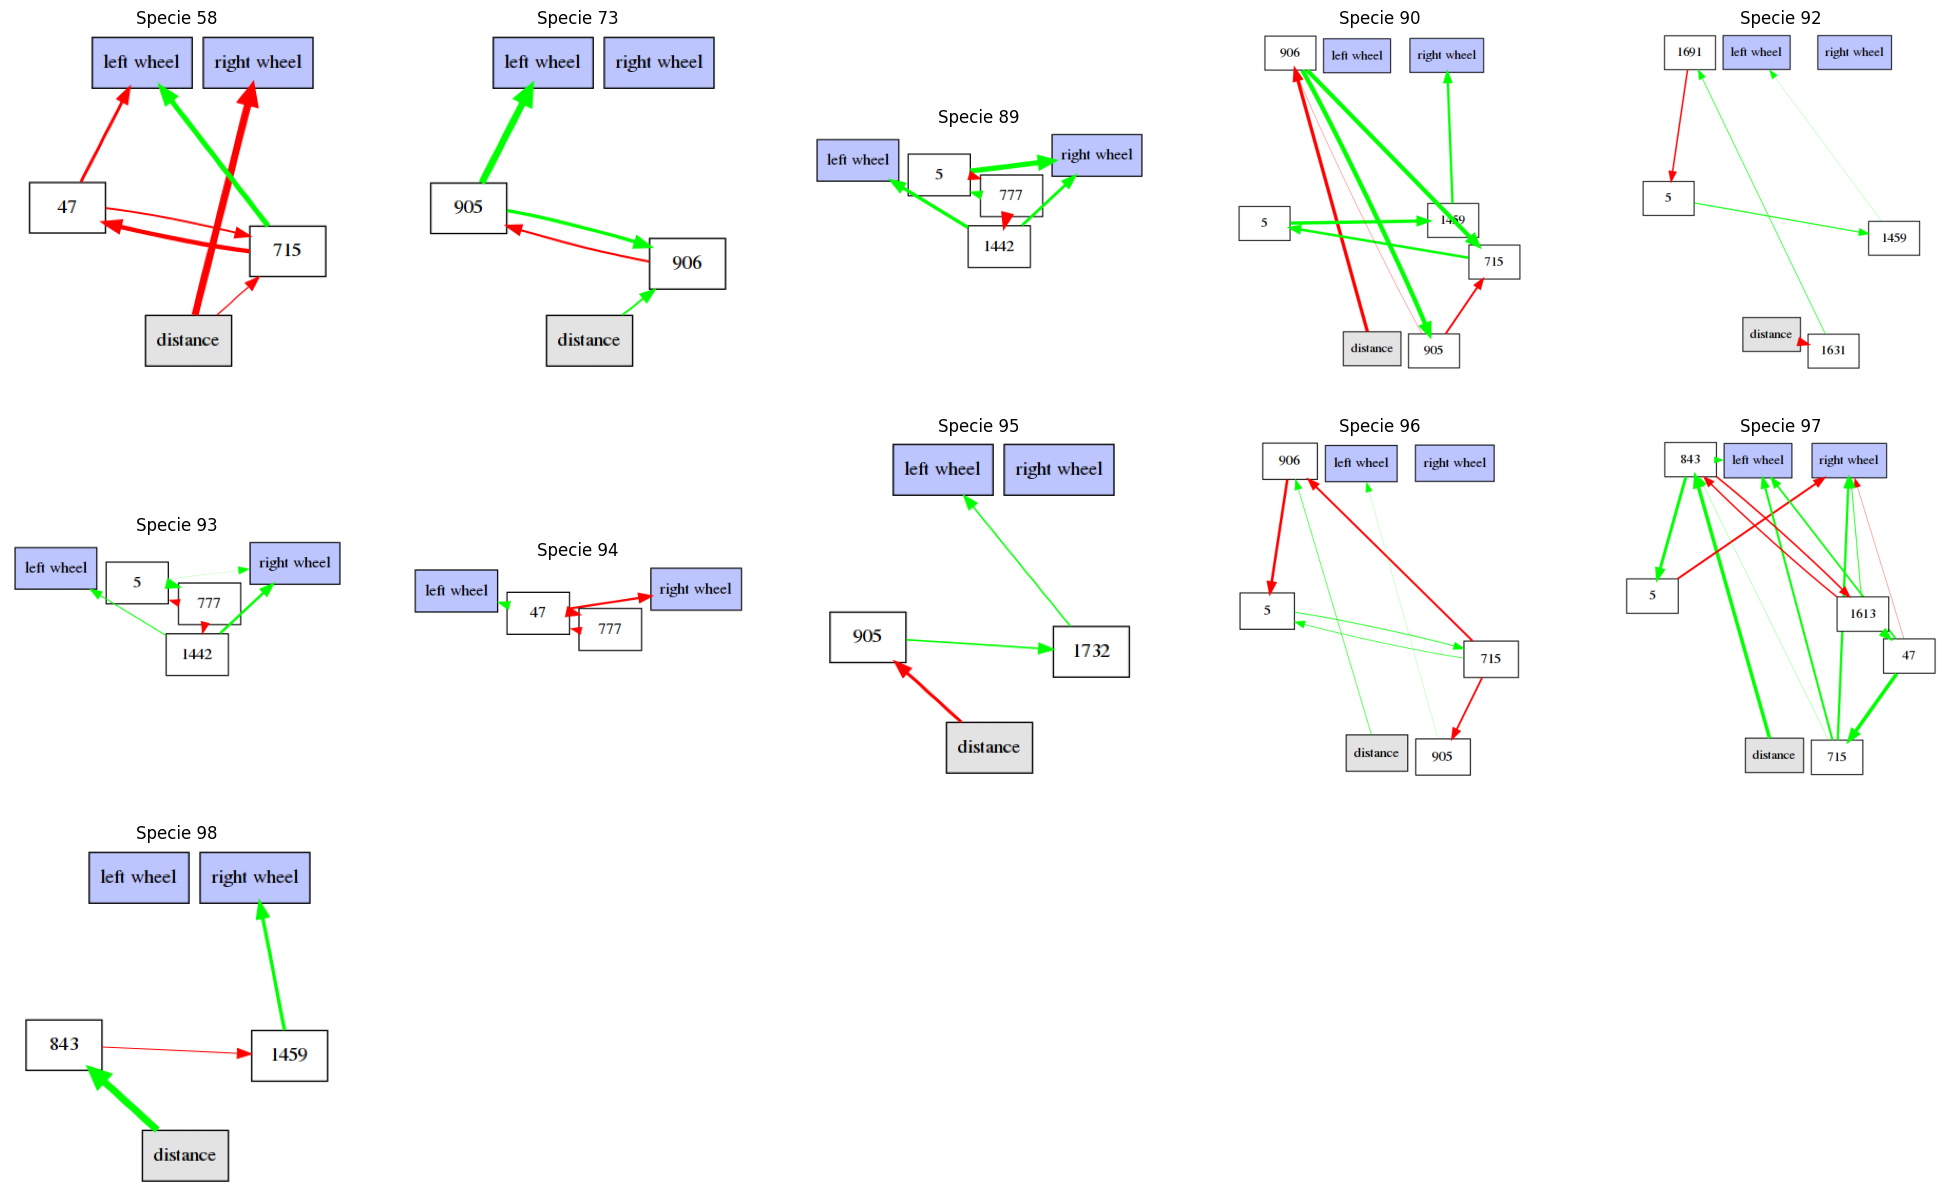 Specie 58
left wheel
right wheel
47
715
distance
Specie 73
left wheel
right wheel
905
906
distance
Specie 89
left wheel
right wheel
5
777
1442
Specie 90
906
left wheel
right wheel
5
1459
715
distance
905
Specie 92
1691
left wheel
right wheel
5
1459
distance
1631
Specie 93
left wheel
right wheel
5
777
1442
Specie 94
left wheel
right wheel
47
777
Specie 95
left wheel
right wheel
905
1732
distance
Specie 96
906
left wheel
right wheel
5
715
distance
905
Specie 97
843
left wheel
right wheel
5
1613
47
distance
715
Specie 98
left wheel
right wheel
843
1459
distance